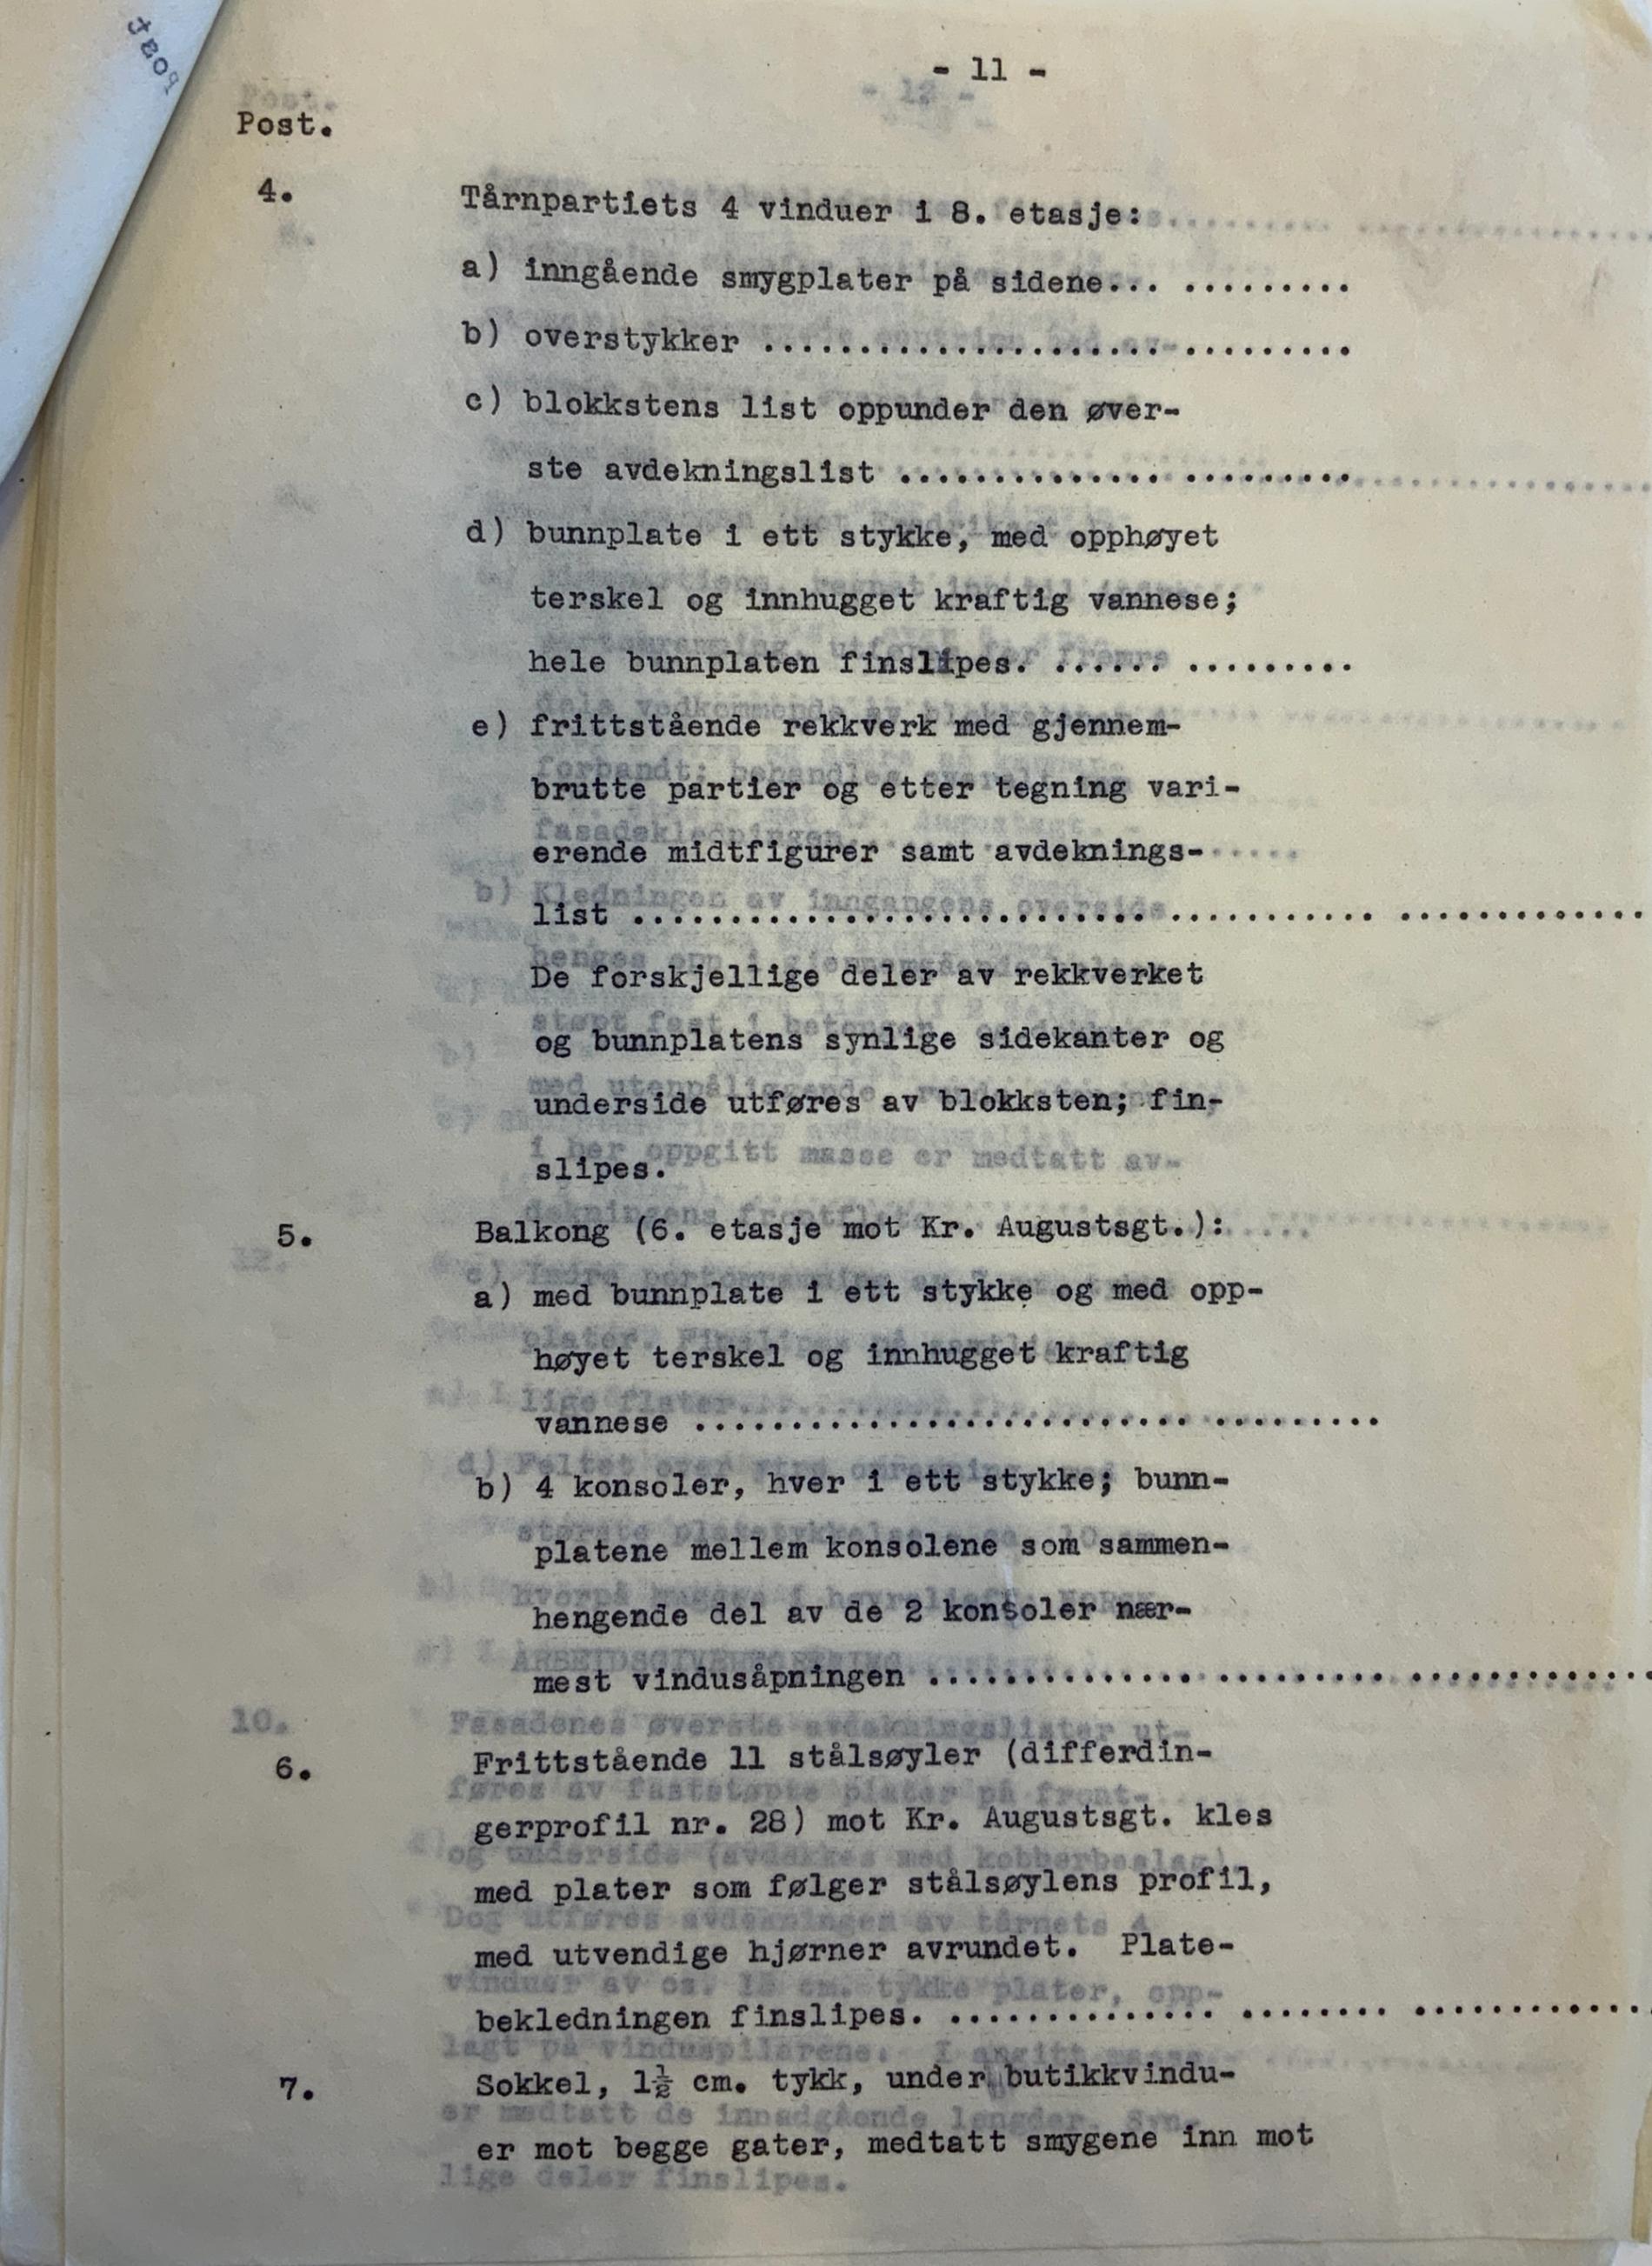 - 11 -
Post.
4. Tårnpartiets 4 vinduer i 8. etasje:
a) inngående smygplater på sidene... .........
b) overstykker ..................... .........
c) blokkstens list oppunder den øver-
ste avdekningslist .............. .........
d) bunnplate i ett stykke, med opphøyet
terskel og innhugget kraftig vannese;
hele bunnplaten finslipes. ...... .........
e) frittstående rekkverk med gjennem-
brutte partier og etter tegning vari-
erende midtfigurer samt avdeknings-
list ........................... ........... .............
De forskjellige deler av rekkverket
og bunnplatens synlige sidekanter og
underside utføres av blokksten; fin-
slipes.
5. Balkong (6. etasje mot Kr. Augustsgt.):
a) med bunnplate i ett stykke og med opp-
høyet terskel og innhugget kraftig
vannese .......................... .........
b) 4 konsoler, hver i ett stykke; bunn-
platene mellem konsolene som sammen-
hengende del av de 2 konsoler nær-
mest vindusåpningen .............. ......... .............
6. Frittstående 11 stålsøyler (differdin-
gerprofil nr. 28) mot Kr. Augustsgt. kles
med plater som følger stålsøylens profil,
med utvendige hjørner avrundet. Plate-
bekledningen finslipes. .............. ........ .............
7. Sokkel, 1½ cm. tykk, under butikkvindu-
er mot begge gater, medtatt smygene inn mot